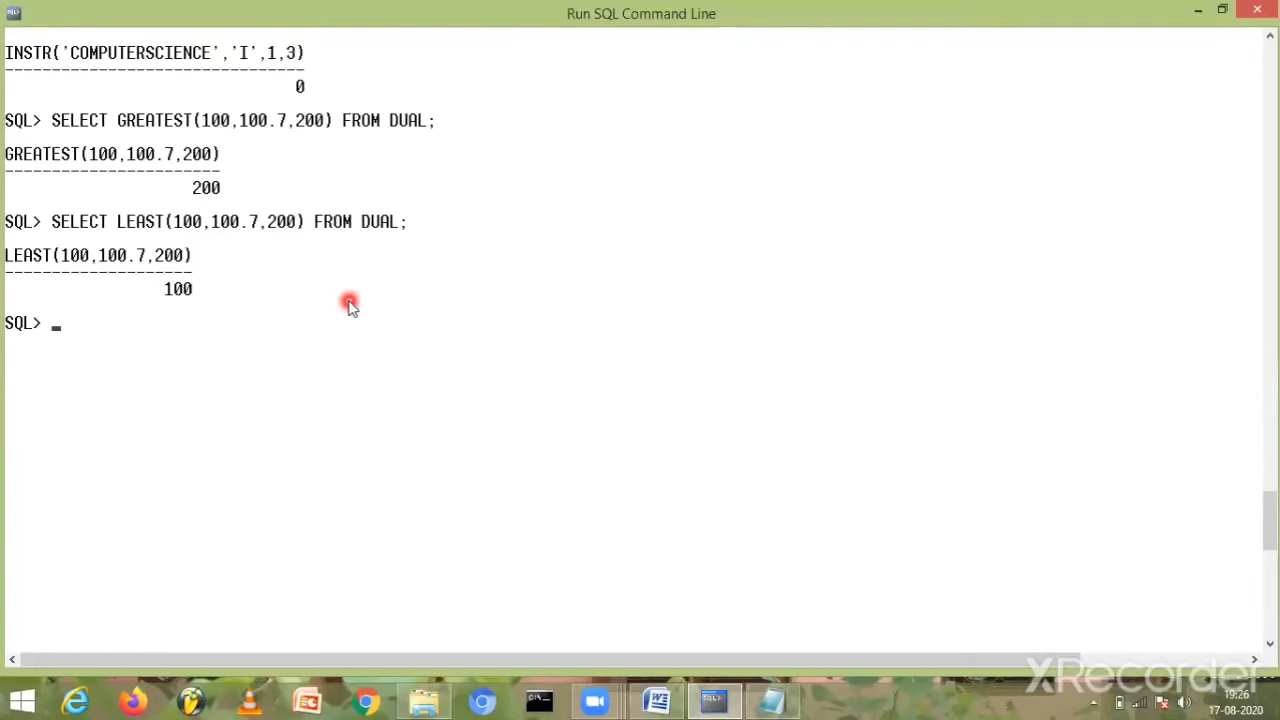 Run SQL Command Line
INSTR('COMPUTERSCIENCE','I',1,3)
--------------------------------
0
SQL> SELECT GREATEST(100,100.7,200) FROM DUAL;
GREATEST(100,100.7,200)
-----------------------
200
SQL> SELECT LEAST(100,100.7,200) FROM DUAL;
LEAST(100,100.7,200)
--------------------
100
SQL> _
XRecorder
19:26
17-08-2020